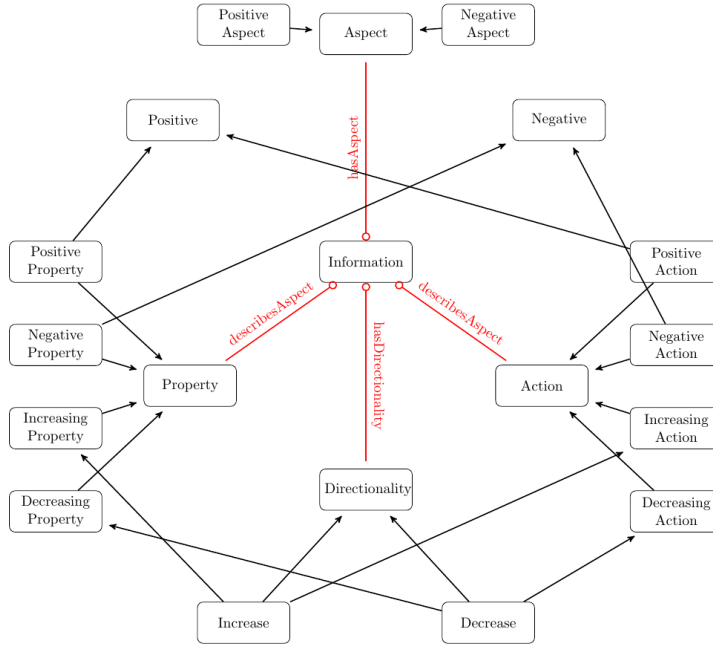 Positive
Aspect
Aspect
Negative
Aspect
Positive
Negative
hasAspect
Positive
Property
Information
Positive
Action
describesAspect
describesAspect
hasDirectionality
Negative
Property
Negative
Action
Property
Action
Increasing
Property
Increasing
Action
Directionality
Decreasing
Property
Decreasing
Action
Increase
Decrease